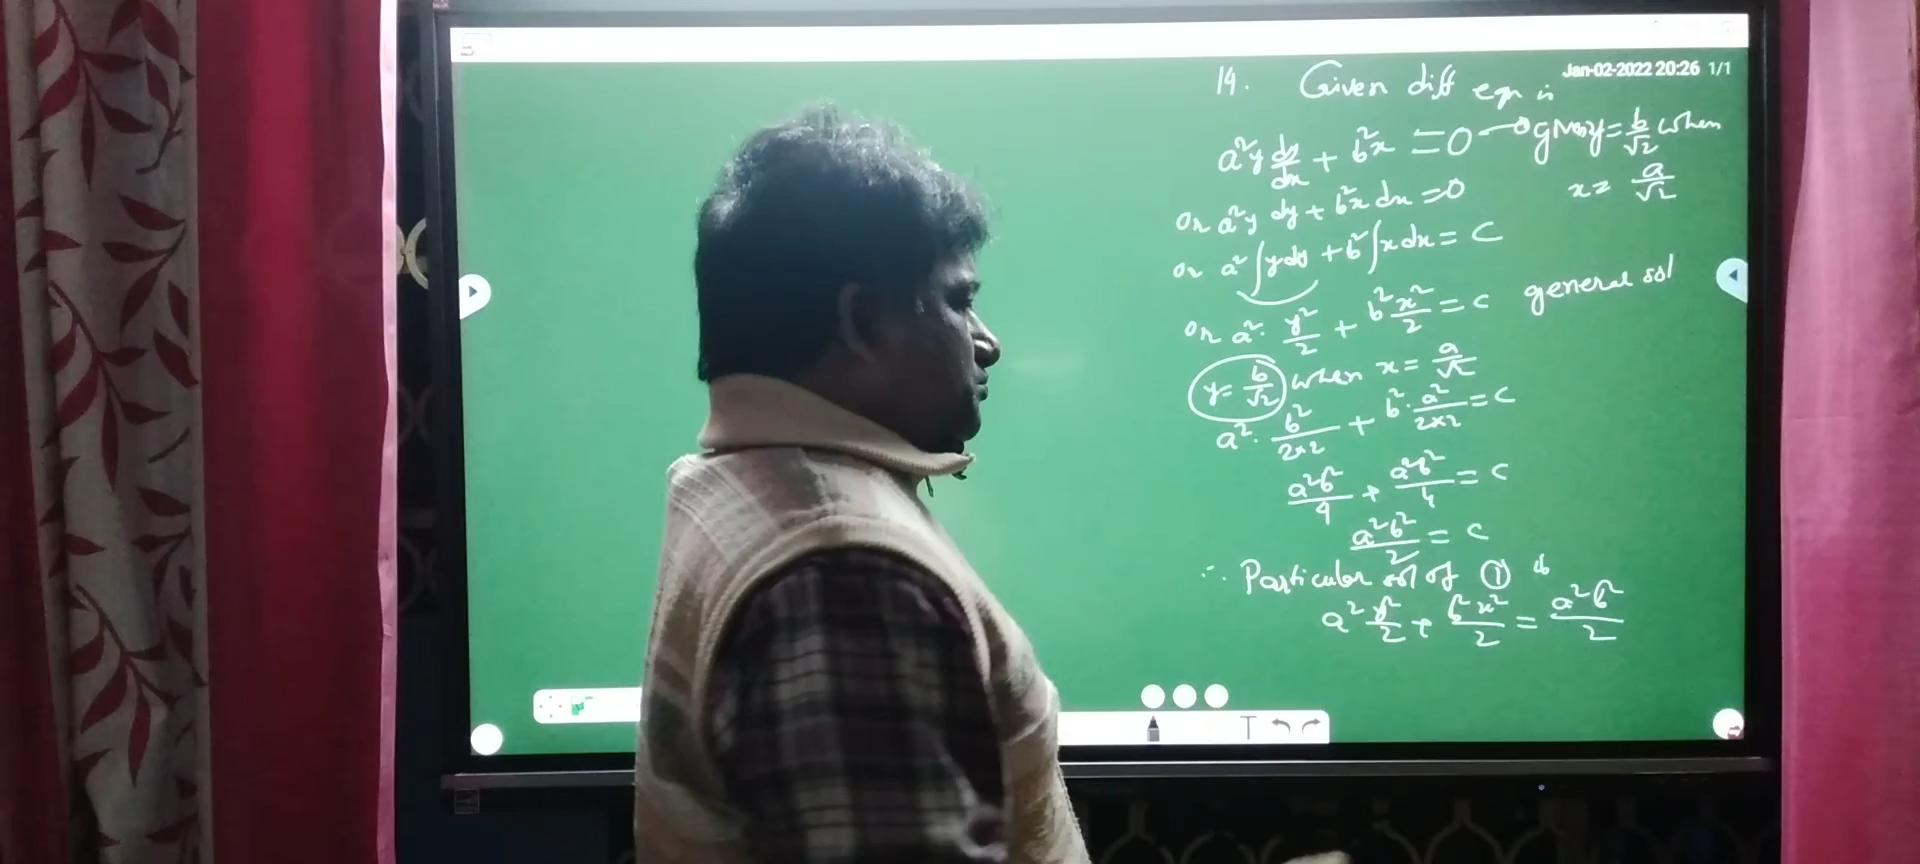 Jan-02-2022 20:26 1/1
14. Given diff eqn is
a²y dy/dx + b²x = 0 → ① y = b/√2 when
x = a/√2
Or a²y dy + b²x dx = 0
or a² ∫y dy + b² ∫x dx = C
or a². y²/2 + b² x²/2 = c general sol
y = b/√2 when x = a/√2
a². b²/2×2 + b². a²/2×2 = c
a²b²/4 + a²b²/4 = c
a²b²/2 = c
∴ Particular sol of ① is
a² y²/2 + b²x²/2 = a²b²/2
T